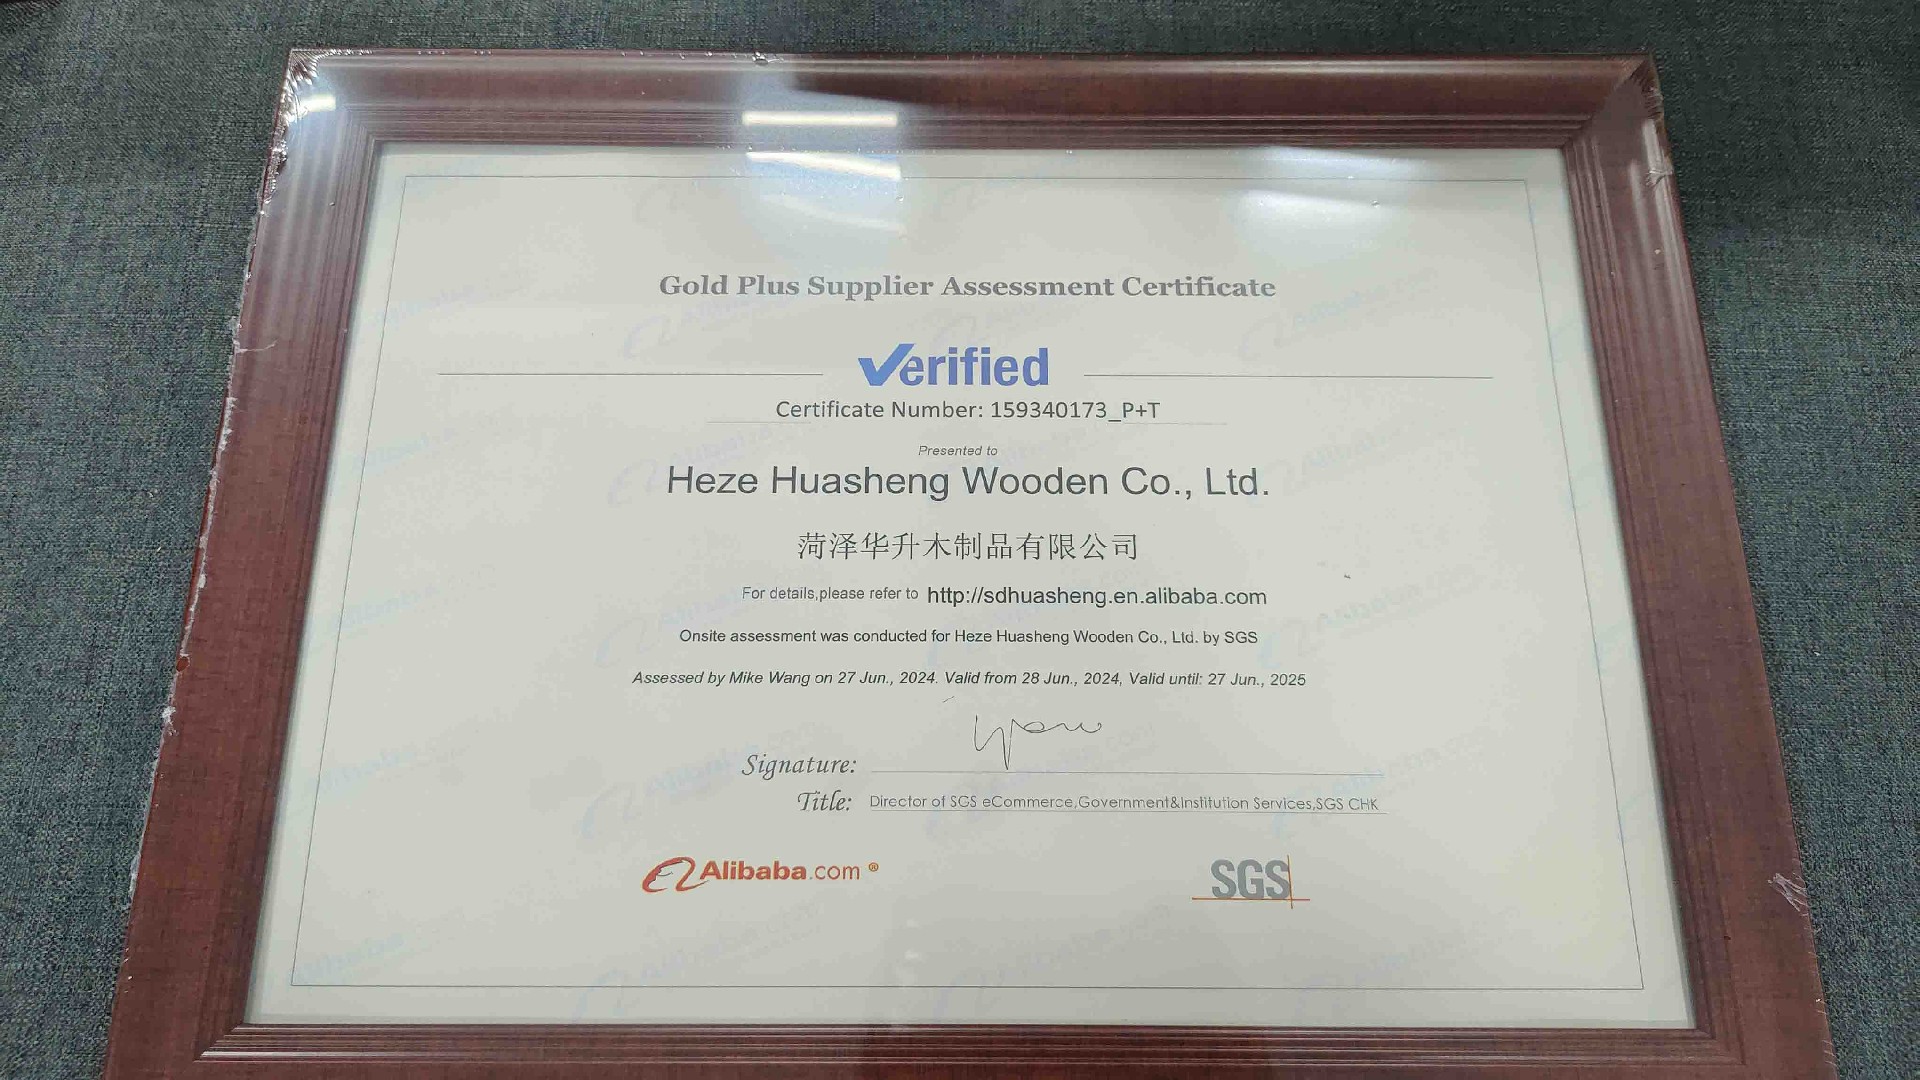 Gold Plus Supplier Assessment Certificate
Verified
Certificate Number: 159340173_P+T
Presented to
Heze Huasheng Wooden Co., Ltd.
菏泽华升木制品有限公司
For details,please refer to http://sdhuasheng.en.alibaba.com
Onsite assessment was conducted for Heze Huasheng Wooden Co., Ltd. by SGS
Assessed by Mike Wang on 27 Jun., 2024. Valid from 28 Jun., 2024, Valid until: 27 Jun., 2025
Signature:
Title: Director of SGS eCommerce,Government&Institution Services,SGS CHK
Alibaba.com ®
SGS